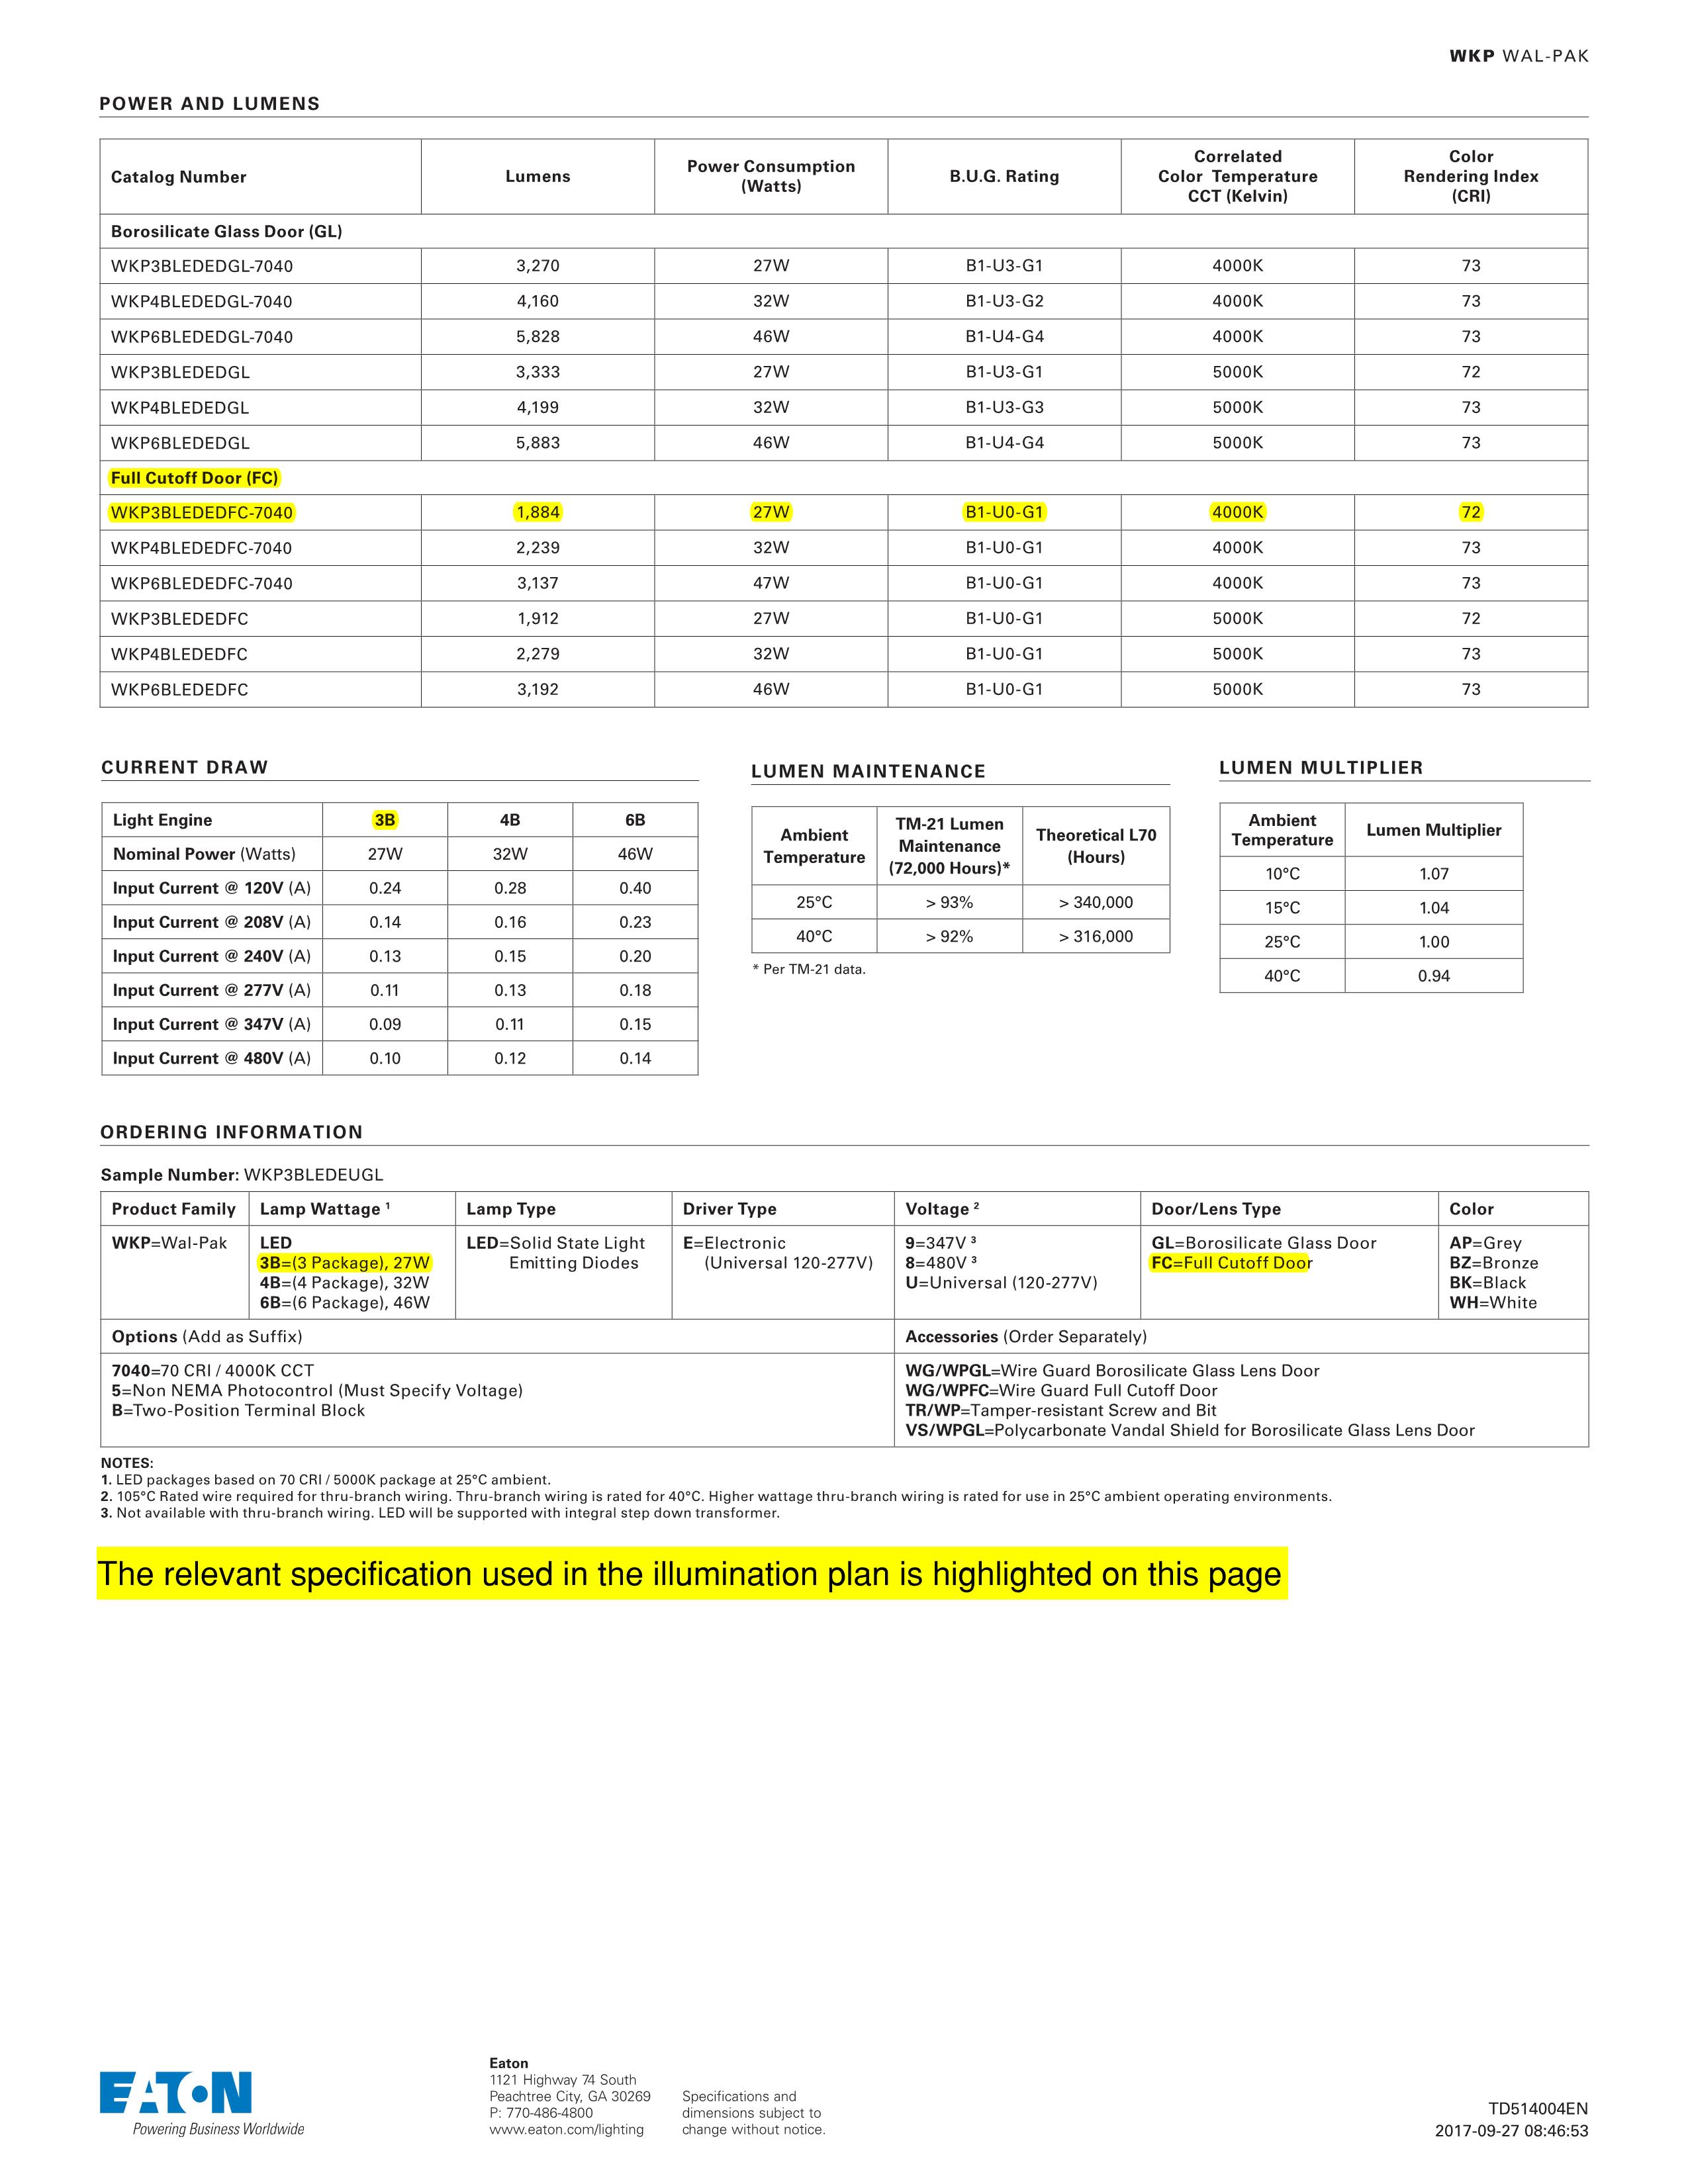 WKP WAL-PAK
POWER AND LUMENS
Catalog Number Lumens Power Consumption (Watts) B.U.G. Rating Correlated Color Temperature CCT (Kelvin) Color Rendering Index (CRI)
Borosilicate Glass Door (GL)
WKP3BLEDEDGL-7040 3,270 27W B1-U3-G1 4000K 73
WKP4BLEDEDGL-7040 4,160 32W B1-U3-G2 4000K 73
WKP6BLEDEDGL-7040 5,828 46W B1-U4-G4 4000K 73
WKP3BLEDEDGL 3,333 27W B1-U3-G1 5000K 72
WKP4BLEDEDGL 4,199 32W B1-U3-G3 5000K 73
WKP6BLEDEDGL 5,883 46W B1-U4-G4 5000K 73
Full Cutoff Door (FC)
WKP3BLEDEDFC-7040 1,884 27W B1-U0-G1 4000K 72
WKP4BLEDEDFC-7040 2,239 32W B1-U0-G1 4000K 73
WKP6BLEDEDFC-7040 3,137 47W B1-U0-G1 4000K 73
WKP3BLEDEDFC 1,912 27W B1-U0-G1 5000K 72
WKP4BLEDEDFC 2,279 32W B1-U0-G1 5000K 73
WKP6BLEDEDFC 3,192 46W B1-U0-G1 5000K 73
CURRENT DRAW
Light Engine 3B 4B 6B
Nominal Power (Watts) 27W 32W 46W
Input Current @ 120V (A) 0.24 0.28 0.40
Input Current @ 208V (A) 0.14 0.16 0.23
Input Current @ 240V (A) 0.13 0.15 0.20
Input Current @ 277V (A) 0.11 0.13 0.18
Input Current @ 347V (A) 0.09 0.11 0.15
Input Current @ 480V (A) 0.10 0.12 0.14
LUMEN MAINTENANCE
Ambient Temperature TM-21 Lumen Maintenance (72,000 Hours)* Theoretical L70 (Hours)
25°C > 93% > 340,000
40°C > 92% > 316,000
* Per TM-21 data.
LUMEN MULTIPLIER
Ambient Temperature Lumen Multiplier
10°C 1.07
15°C 1.04
25°C 1.00
40°C 0.94
ORDERING INFORMATION
Sample Number: WKP3BLEDEUGL
Product Family Lamp Wattage 1 Lamp Type Driver Type Voltage 2 Door/Lens Type Color
WKP=Wal-Pak LED LED=Solid State Light E=Electronic 9=347V 3 GL=Borosilicate Glass Door AP=Grey
3B=(3 Package), 27W Emitting Diodes (Universal 120-277V) 8=480V 3 FC=Full Cutoff Door BZ=Bronze
4B=(4 Package), 32W U=Universal (120-277V) BK=Black
6B=(6 Package), 46W WH=White
Options (Add as Suffix) Accessories (Order Separately)
7040=70 CRI / 4000K CCT WG/WPGL=Wire Guard Borosilicate Glass Lens Door
5=Non NEMA Photocontrol (Must Specify Voltage) WG/WPFC=Wire Guard Full Cutoff Door
B=Two-Position Terminal Block TR/WP=Tamper-resistant Screw and Bit
VS/WPGL=Polycarbonate Vandal Shield for Borosilicate Glass Lens Door
NOTES:
1. LED packages based on 70 CRI / 5000K package at 25°C ambient.
2. 105°C Rated wire required for thru-branch wiring. Thru-branch wiring is rated for 40°C. Higher wattage thru-branch wiring is rated for use in 25°C ambient operating environments.
3. Not available with thru-branch wiring. LED will be supported with integral step down transformer.
The relevant specification used in the illumination plan is highlighted on this page
EATON
Powering Business Worldwide
Eaton
1121 Highway 74 South
Peachtree City, GA 30269
P: 770-486-4800
www.eaton.com/lighting
Specifications and
dimensions subject to
change without notice.
TD514004EN
2017-09-27 08:46:53